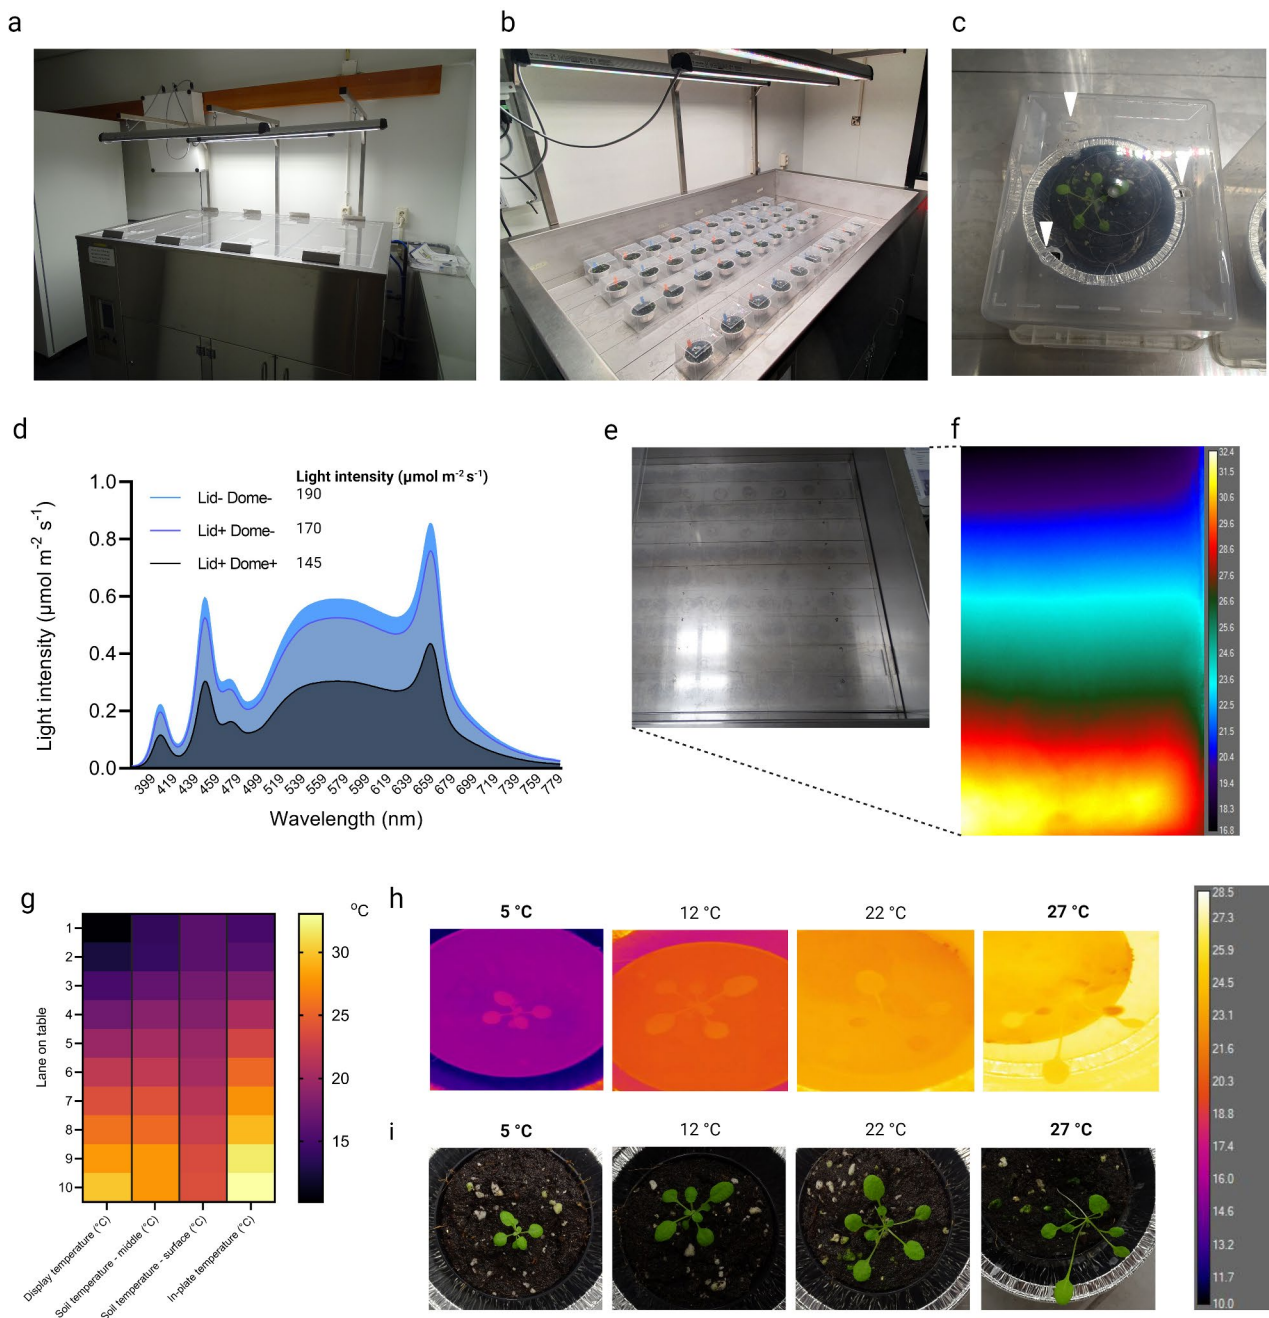 a
b
c
d
Light intensity (μmol m-2 s-1)
Lid- Dome- 190
Lid+ Dome- 170
Lid+ Dome+ 145
Light intensity (μmol m-2 s-1)
1.0
0.8
0.6
0.4
0.2
0.0
399 419 439 459 479 499 519 539 559 579 599 619 639 659 679 699 719 739 759 779
Wavelength (nm)
e
f
32.4
31.5
30.6
29.6
28.6
27.6
26.6
25.6
24.6
23.6
22.6
21.5
20.5
19.4
18.3
16.8
g
°C
Lane on table
1
2
3
4
5
6
7
8
9
10
30
25
20
15
Display temperature (°C)
Soil temperature - middle (°C)
Soil temperature - surface (°C)
In-plate temperature (°C)
h
5 °C 12 °C 22 °C 27 °C
i
5 °C 12 °C 22 °C 27 °C
28.5
27.3
25.9
24.5
23.1
21.6
20.3
18.8
17.4
16.0
14.6
13.2
11.7
10.0